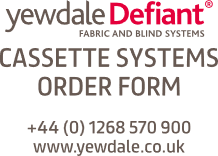 yewdale Defiant®
FABRIC AND BLIND SYSTEMS
CASSETTE SYSTEMS
ORDER FORM
+44 (0) 1268 570 900
www.yewdale.co.uk